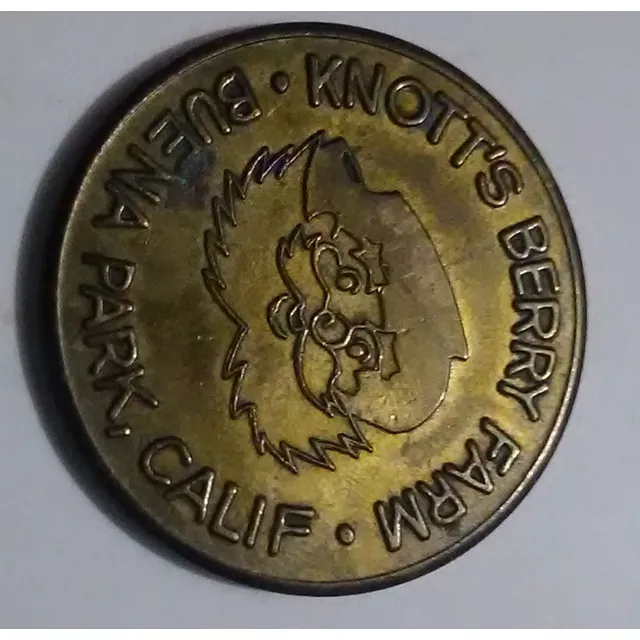 KNOTT'S BERRY FARM
BUENA PARK, CALIF